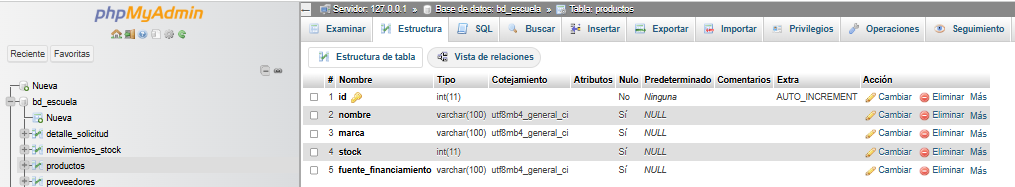 phpMyAdmin
Reciente Favoritas
Nueva
bd_escuela
Nueva
detalle_solicitud
movimientos_stock
productos
proveedores
Servidor: 127.0.0.1 » Base de datos: bd_escuela » Tabla: productos
Examinar Estructura SQL Buscar Insertar Exportar Importar Privilegios Operaciones Seguimiento
Estructura de tabla Vista de relaciones
# Nombre Tipo Cotejamiento Atributos Nulo Predeterminado Comentarios Extra Acción
1 id int(11) No Ninguna AUTO_INCREMENT Cambiar Eliminar Más
2 nombre varchar(100) utf8mb4_general_ci Sí NULL Cambiar Eliminar Más
3 marca varchar(100) utf8mb4_general_ci Sí NULL Cambiar Eliminar Más
4 stock int(11) Sí NULL Cambiar Eliminar Más
5 fuente_financiamiento varchar(100) utf8mb4_general_ci Sí NULL Cambiar Eliminar Más